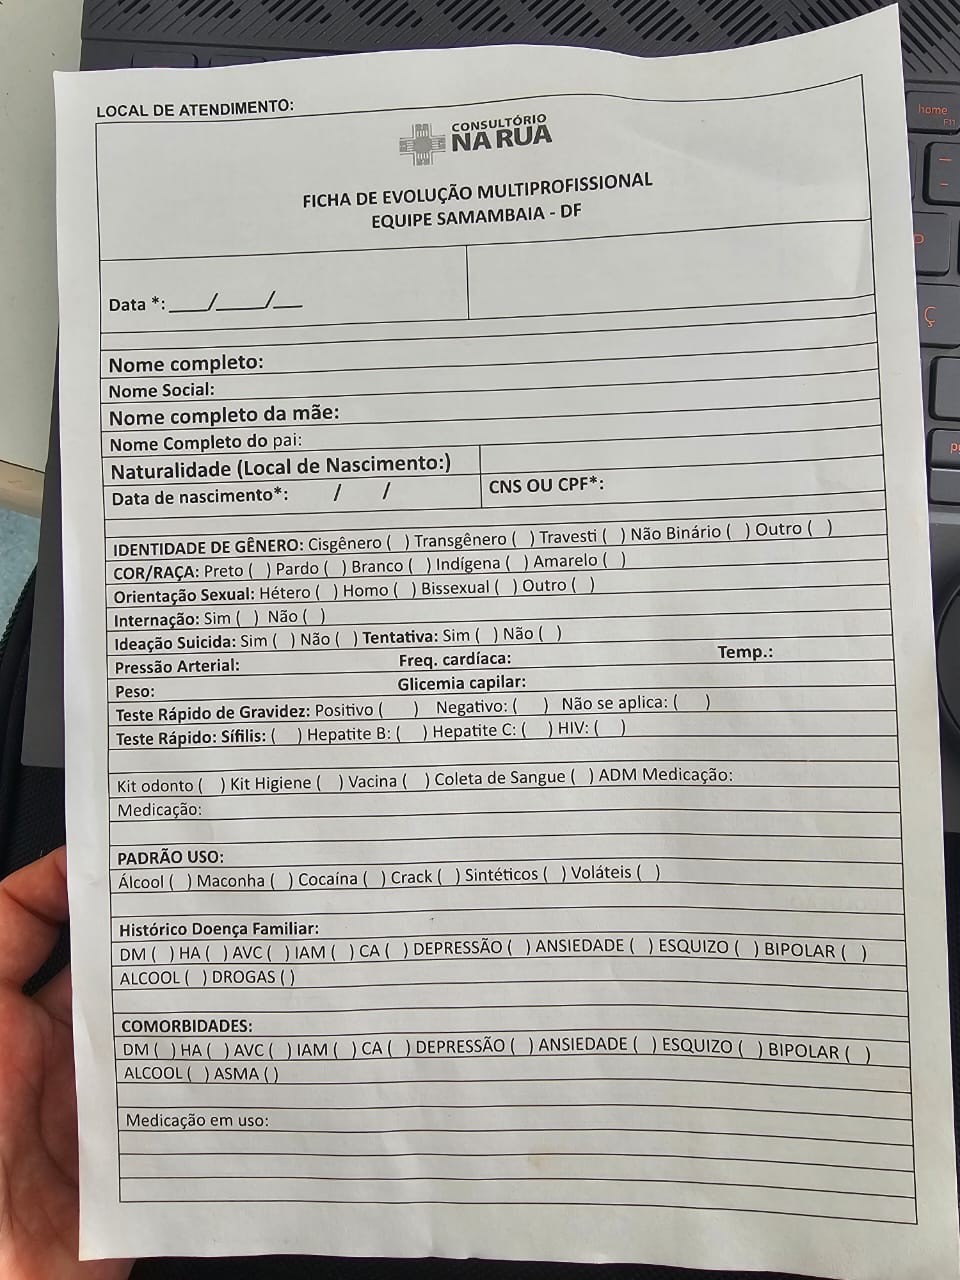 LOCAL DE ATENDIMENTO:
CONSULTÓRIO
NA RUA
FICHA DE EVOLUÇÃO MULTIPROFISSIONAL
EQUIPE SAMAMBAIA - DF
Data *:___/____/__
Nome completo:
Nome Social:
Nome completo da mãe:
Nome Completo do pai:
Naturalidade (Local de Nascimento:)
Data de nascimento*: / / CNS OU CPF*:
IDENTIDADE DE GÊNERO: Cisgênero ( ) Transgênero ( ) Travesti ( ) Não Binário ( ) Outro ( )
COR/RAÇA: Preto ( ) Pardo ( ) Branco ( ) Indígena ( ) Amarelo ( )
Orientação Sexual: Hétero ( ) Homo ( ) Bissexual ( ) Outro ( )
Internação: Sim ( ) Não ( )
Ideação Suicida: Sim ( ) Não ( ) Tentativa: Sim ( ) Não ( )
Pressão Arterial: Freq. cardíaca: Temp.:
Peso: Glicemia capilar:
Teste Rápido de Gravidez: Positivo ( ) Negativo: ( ) Não se aplica: ( )
Teste Rápido: Sífilis: ( ) Hepatite B: ( ) Hepatite C: ( ) HIV: ( )
Kit odonto ( ) Kit Higiene ( ) Vacina ( ) Coleta de Sangue ( ) ADM Medicação:
Medicação:
PADRÃO USO:
Álcool ( ) Maconha ( ) Cocaína ( ) Crack ( ) Sintéticos ( ) Voláteis ( )
Histórico Doença Familiar:
DM ( ) HA ( ) AVC ( ) IAM ( ) CA ( ) DEPRESSÃO ( ) ANSIEDADE ( ) ESQUIZO ( ) BIPOLAR ( )
ALCOOL ( ) DROGAS ( )
COMORBIDADES:
DM ( ) HA ( ) AVC ( ) IAM ( ) CA ( ) DEPRESSÃO ( ) ANSIEDADE ( ) ESQUIZO ( ) BIPOLAR ( )
ALCOOL ( ) ASMA ( )
Medicação em uso:
home
F11
Ç